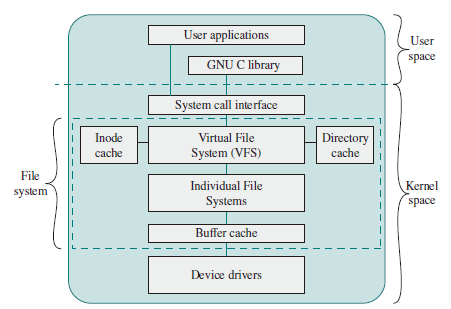 User applications
User
space
GNU C library
System call interface
Inode
cache
Virtual File
System (VFS)
Directory
cache
File
system
Individual File
Systems
Kernel
space
Buffer cache
Device drivers